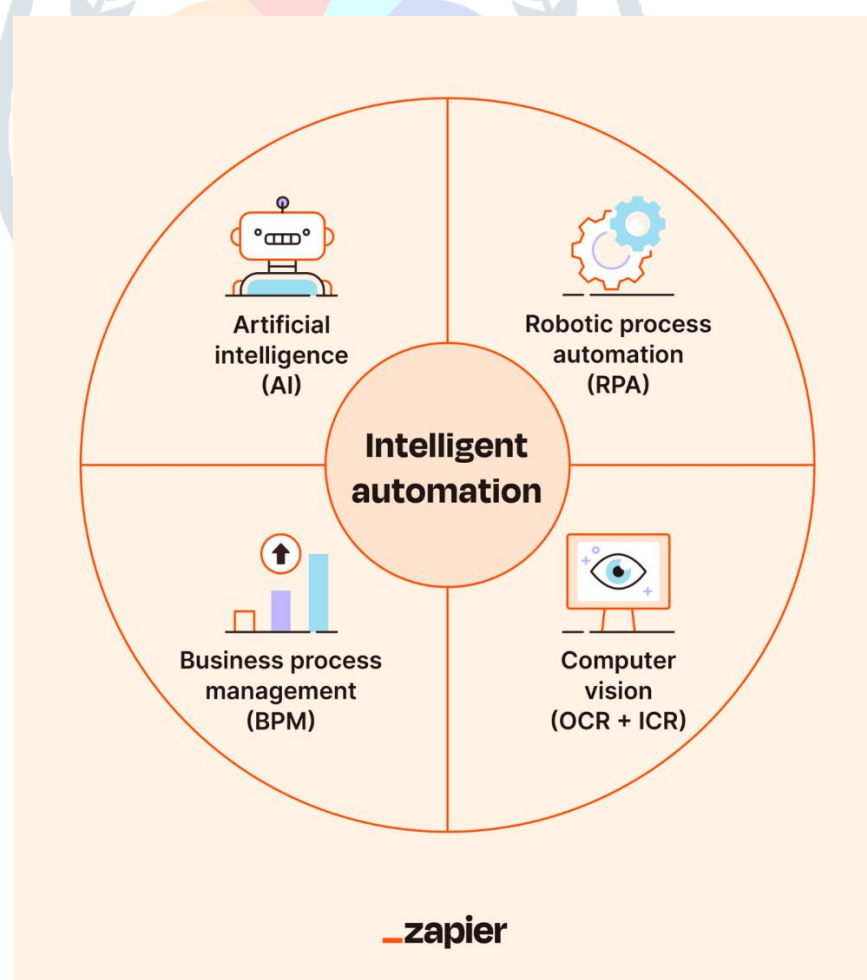 Artificial
intelligence
(AI)
Robotic process
automation
(RPA)
Intelligent
automation
Business process
management
(BPM)
Computer
vision
(OCR + ICR)
_zapier